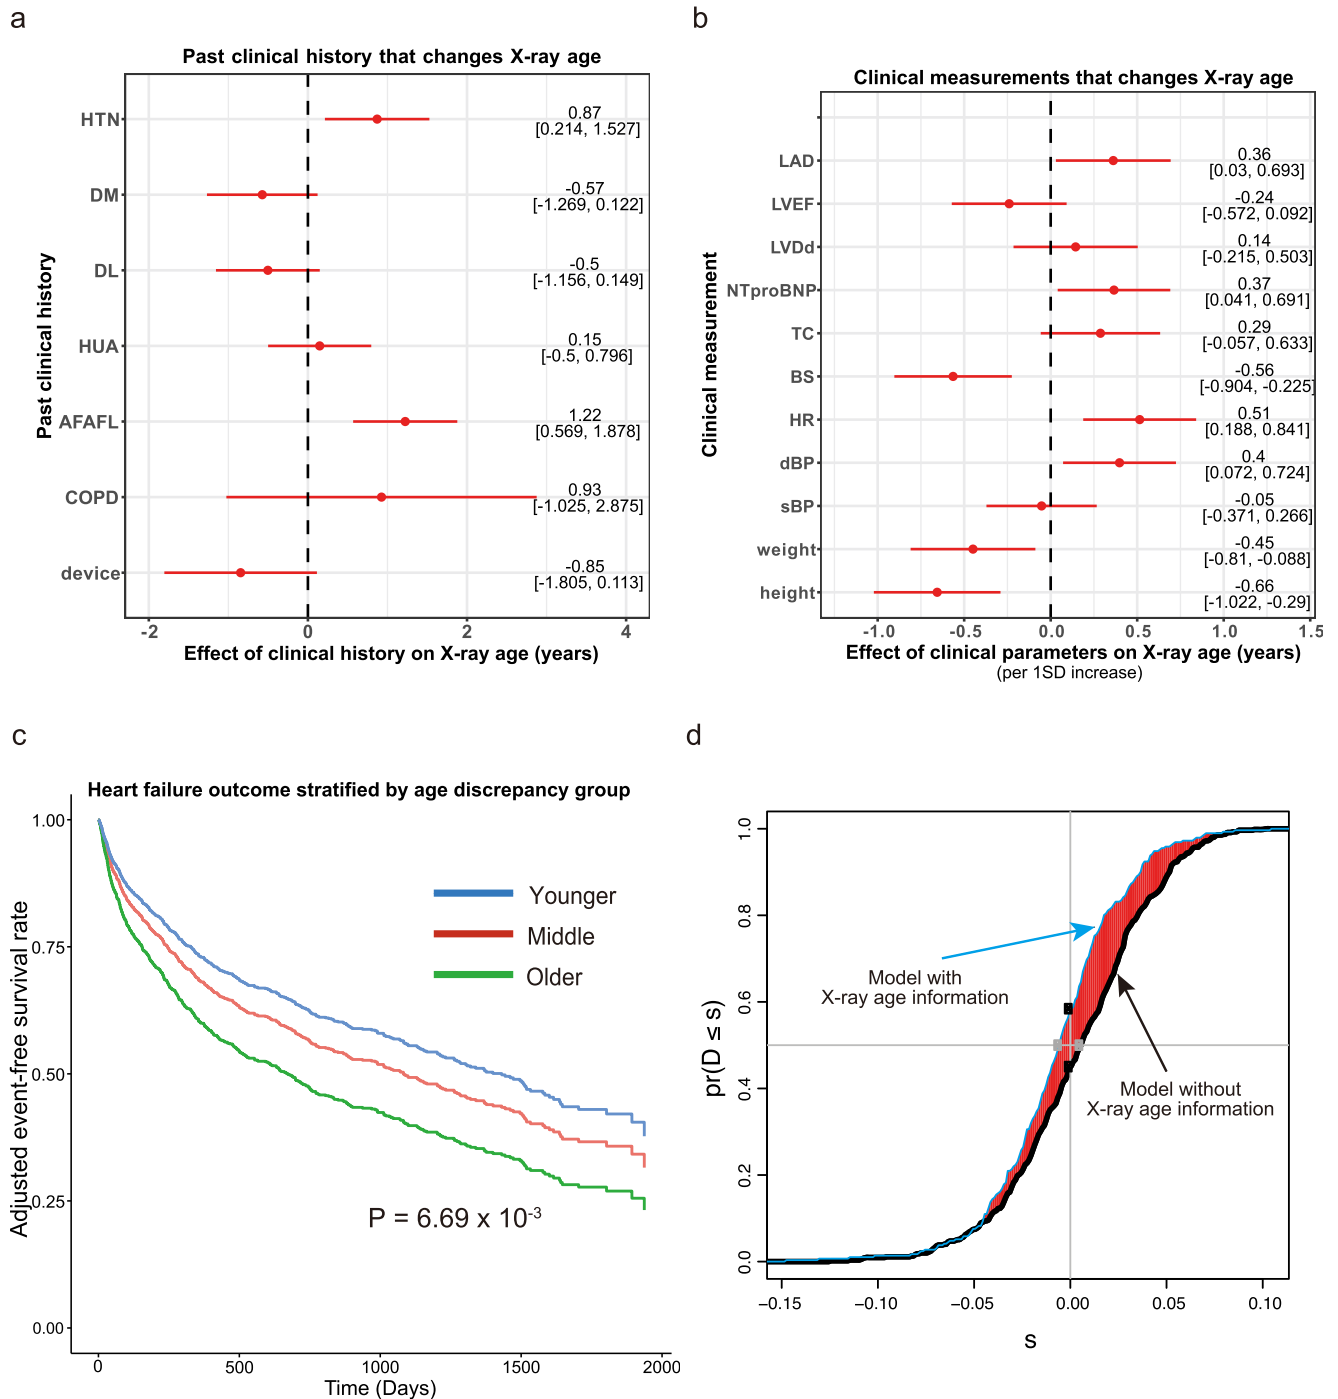 a
Past clinical history that changes X-ray age
Past clinical history
HTN
0.87
[0.214, 1.527]
DM
-0.57
[-1.269, 0.122]
DL
-0.5
[-1.156, 0.149]
HUA
0.15
[-0.5, 0.796]
AFAFL
1.22
[0.569, 1.878]
COPD
0.93
[-1.025, 2.875]
device
-0.85
[-1.805, 0.113]
-2 0 2 4
Effect of clinical history on X-ray age (years)
b
Clinical measurements that changes X-ray age
Clinical measurement
LAD
0.36
[0.03, 0.693]
LVEF
-0.24
[-0.572, 0.092]
LVDd
0.14
[-0.215, 0.503]
NTproBNP
0.37
[0.041, 0.691]
TC
0.29
[-0.057, 0.633]
BS
-0.56
[-0.904, -0.225]
HR
0.51
[0.188, 0.841]
dBP
0.4
[0.072, 0.724]
sBP
-0.05
[-0.371, 0.266]
weight
-0.45
[-0.81, -0.088]
height
-0.66
[-1.022, -0.29]
-1.0 -0.5 0.0 0.5 1.0 1.5
Effect of clinical parameters on X-ray age (years)
(per 1SD increase)
c
Heart failure outcome stratified by age discrepancy group
Adjusted event-free survival rate
1.00
0.75
0.50
0.25
0.00
Younger
Middle
Older
P = 6.69 x 10-3
0 500 1000 1500 2000
Time (Days)
d
pr(D ≤ s)
1.0
0.8
0.6
0.4
0.2
0.0
Model with
X-ray age information
Model without
X-ray age information
−0.15 −0.10 −0.05 0.00 0.05 0.10
s